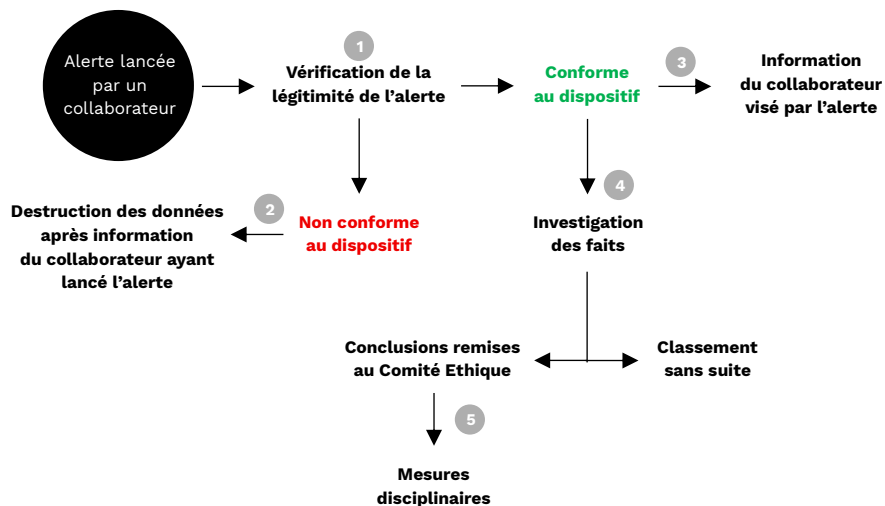 Alerte lancée
par un
collaborateur
1
Vérification de la
légitimité de l’alerte
Conforme
au dispositif
3
Information
du collaborateur
visé par l’alerte
2
Destruction des données
après information
du collaborateur ayant
lancé l’alerte
Non conforme
au dispositif
4
Investigation
des faits
Conclusions remises
au Comité Ethique
Classement
sans suite
5
Mesures
disciplinaires